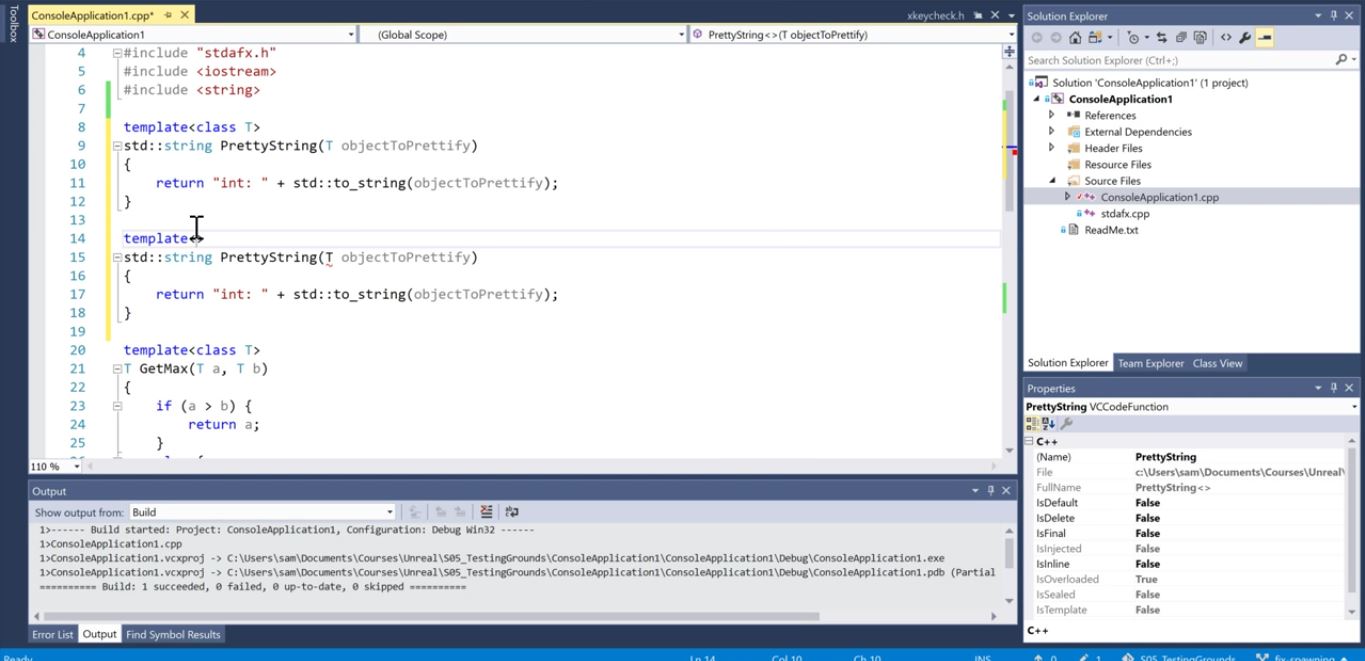 Toolbox
ConsoleApplication1.cpp*
xkeycheck.h
ConsoleApplication1
(Global Scope)
PrettyString<>(T objectToPrettify)
4 #include "stdafx.h"
5 #include <iostream>
6 #include <string>
7
8 template<class T>
9 std::string PrettyString(T objectToPrettify)
10 {
11 return "int: " + std::to_string(objectToPrettify);
12 }
13
14 template<>
15 std::string PrettyString(T objectToPrettify)
16 {
17 return "int: " + std::to_string(objectToPrettify);
18 }
19
20 template<class T>
21 T GetMax(T a, T b)
22 {
23 if (a > b) {
24 return a;
25 }
110 %
Output
Show output from: Build
1>------ Build started: Project: ConsoleApplication1, Configuration: Debug Win32 ------
1>ConsoleApplication1.cpp
1>ConsoleApplication1.vcxproj -> C:\Users\sam\Documents\Courses\Unreal\S05_TestingGrounds\ConsoleApplication1\ConsoleApplication1\Debug\ConsoleApplication1.exe
1>ConsoleApplication1.vcxproj -> C:\Users\sam\Documents\Courses\Unreal\S05_TestingGrounds\ConsoleApplication1\ConsoleApplication1\Debug\ConsoleApplication1.pdb (Partial
========== Build: 1 succeeded, 0 failed, 0 up-to-date, 0 skipped ==========
Error List Output Find Symbol Results
Solution Explorer
Search Solution Explorer (Ctrl+;)
Solution 'ConsoleApplication1' (1 project)
ConsoleApplication1
References
External Dependencies
Header Files
Resource Files
Source Files
ConsoleApplication1.cpp
stdafx.cpp
ReadMe.txt
Solution Explorer Team Explorer Class View
Properties
PrettyString VCCodeFunction
C++
(Name) PrettyString
File c:\Users\sam\Documents\Courses\Unreal\
FullName PrettyString<>
IsDefault False
IsDelete False
IsFinal False
IsInjected False
IsInline False
IsOverloaded True
IsSealed False
IsTemplate False
C++
Ready Ln 14 Col 10 Ch 10 INS 0 1 S05_TestingGrounds fix-spawning